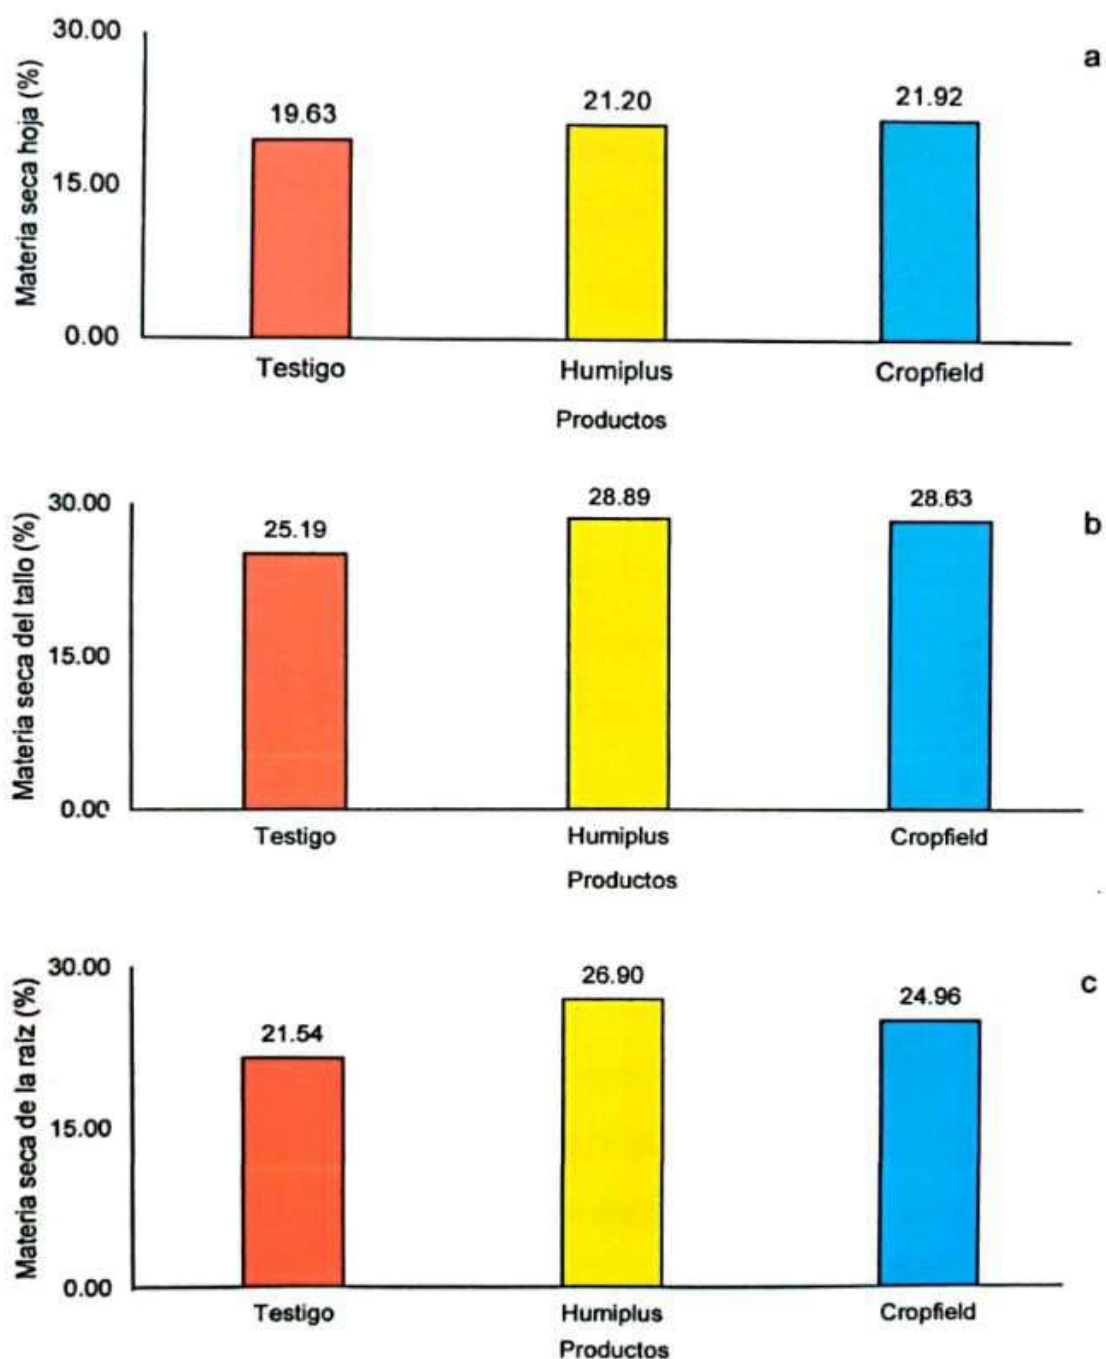 30.00
a
21.92
21.20
19.63
Materia seca hoja (%)
15.00
0.00
Testigo
Humiplus
Cropfield
Productos
30.00
28.89
28.63
b
25.19
Materia seca del tallo (%)
15.00
0.00
Testigo
Humiplus
Cropfield
Productos
30.00
26.90
c
24.96
21.54
Materia seca de la raíz (%)
15.00
0.00
Testigo
Humiplus
Cropfield
Productos